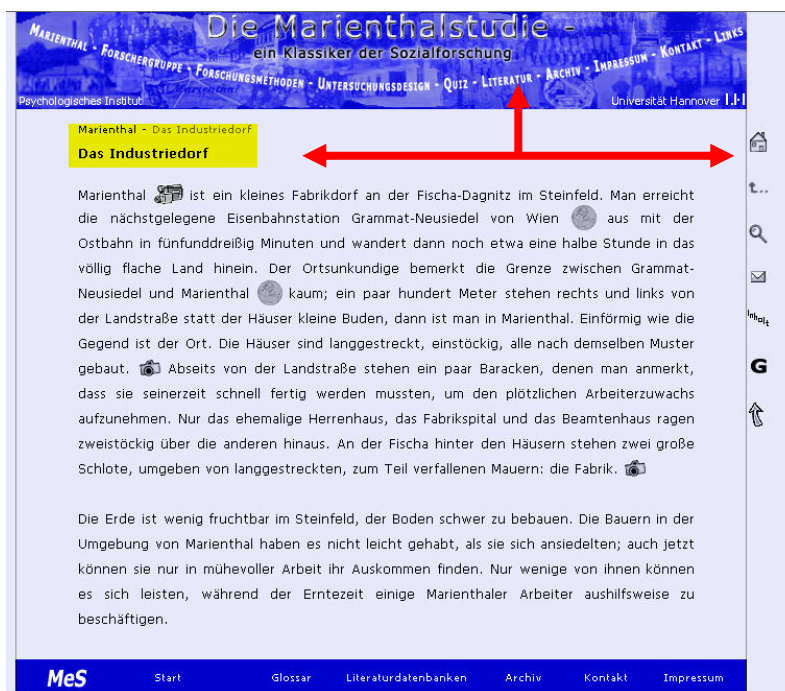 Die Marienthalstudie -
ein Klassiker der Sozialforschung
Marienthal - Forschergruppe - Forschungsmethoden - Untersuchungsdesign - Quiz - Literatur - Archiv - Impressum - Kontakt - Links
Psychologisches Institut
Universität Hannover
Marienthal - Das Industriedorf
Das Industriedorf
Marienthal ist ein kleines Fabrikdorf an der Fischa-Dagnitz im Steinfeld. Man erreicht
die nächstgelegene Eisenbahnstation Grammat-Neusiedel von Wien aus mit der
Ostbahn in fünfunddreißig Minuten und wandert dann noch etwa eine halbe Stunde in das
völlig flache Land hinein. Der Ortsunkundige bemerkt die Grenze zwischen Grammat-
Neusiedel und Marienthal kaum; ein paar hundert Meter stehen rechts und links von
der Landstraße statt der Häuser kleine Buden, dann ist man in Marienthal. Einförmig wie die
Gegend ist der Ort. Die Häuser sind langgestreckt, einstöckig, alle nach demselben Muster
gebaut. Abseits von der Landstraße stehen ein paar Baracken, denen man anmerkt,
dass sie seinerzeit schnell fertig werden mussten, um den plötzlichen Arbeiterzuwachs
aufzunehmen. Nur das ehemalige Herrenhaus, das Fabrikspital und das Beamtenhaus ragen
zweistöckig über die anderen hinaus. An der Fischa hinter den Häusern stehen zwei große
Schlote, umgeben von langgestreckten, zum Teil verfallenen Mauern: die Fabrik.
Die Erde ist wenig fruchtbar im Steinfeld, der Boden schwer zu bebauen. Die Bauern in der
Umgebung von Marienthal haben es nicht leicht gehabt, als sie sich ansiedelten; auch jetzt
können sie nur in mühevoller Arbeit ihr Auskommen finden. Nur wenige von ihnen können
es sich leisten, während der Erntezeit einige Marienthaler Arbeiter aushilfsweise zu
beschäftigen.
t..
Inhalt
G
MeS Start Glossar Literaturdatenbanken Archiv Kontakt Impressum